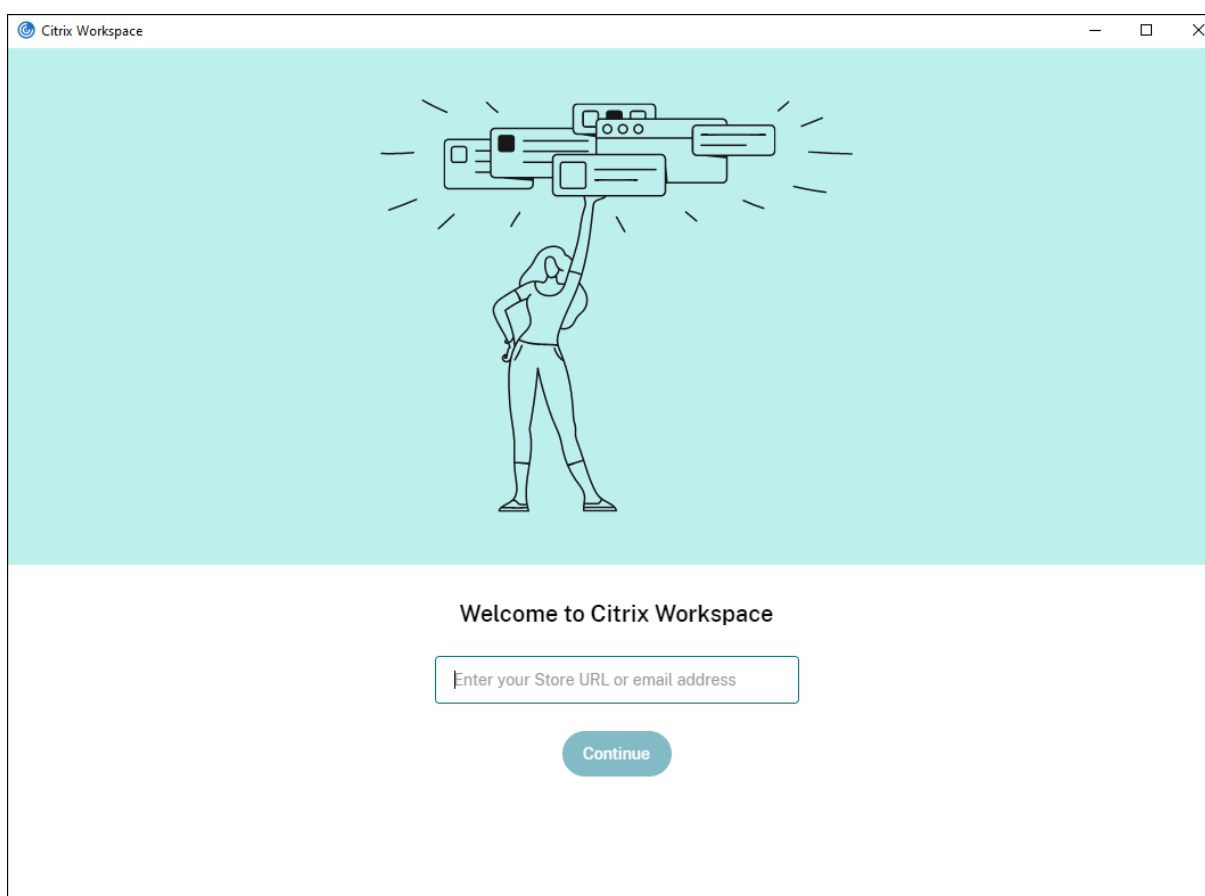 Citrix Workspace
Welcome to Citrix Workspace
Enter your Store URL or email address
Continue